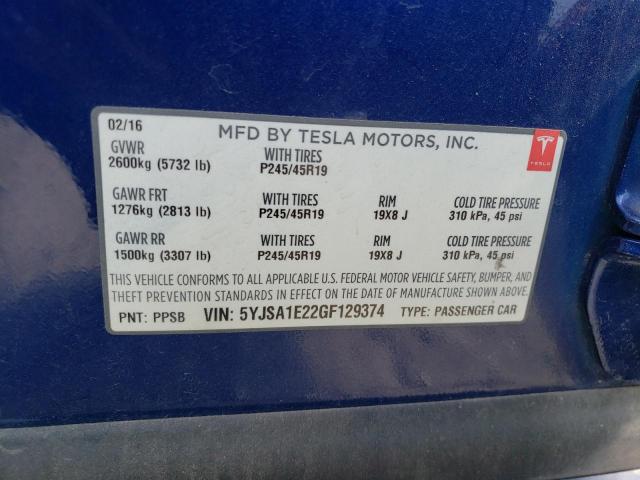 02/16 MFD BY TESLA MOTORS, INC.
GVWR WITH TIRES
2600kg (5732 lb) P245/45R19
TESLA
GAWR FRT WITH TIRES RIM COLD TIRE PRESSURE
1276kg (2813 lb) P245/45R19 19X8 J 310 kPa, 45 psi
GAWR RR WITH TIRES RIM COLD TIRE PRESSURE
1500kg (3307 lb) P245/45R19 19X8 J 310 kPa, 45 psi
THIS VEHICLE CONFORMS TO ALL APPLICABLE U.S. FEDERAL MOTOR VEHICLE SAFETY, BUMPER, AND
THEFT PREVENTION STANDARDS IN EFFECT ON THE DATE OF MANUFACTURE SHOWN ABOVE.
PNT: PPSB VIN: 5YJSA1E22GF129374 TYPE: PASSENGER CAR